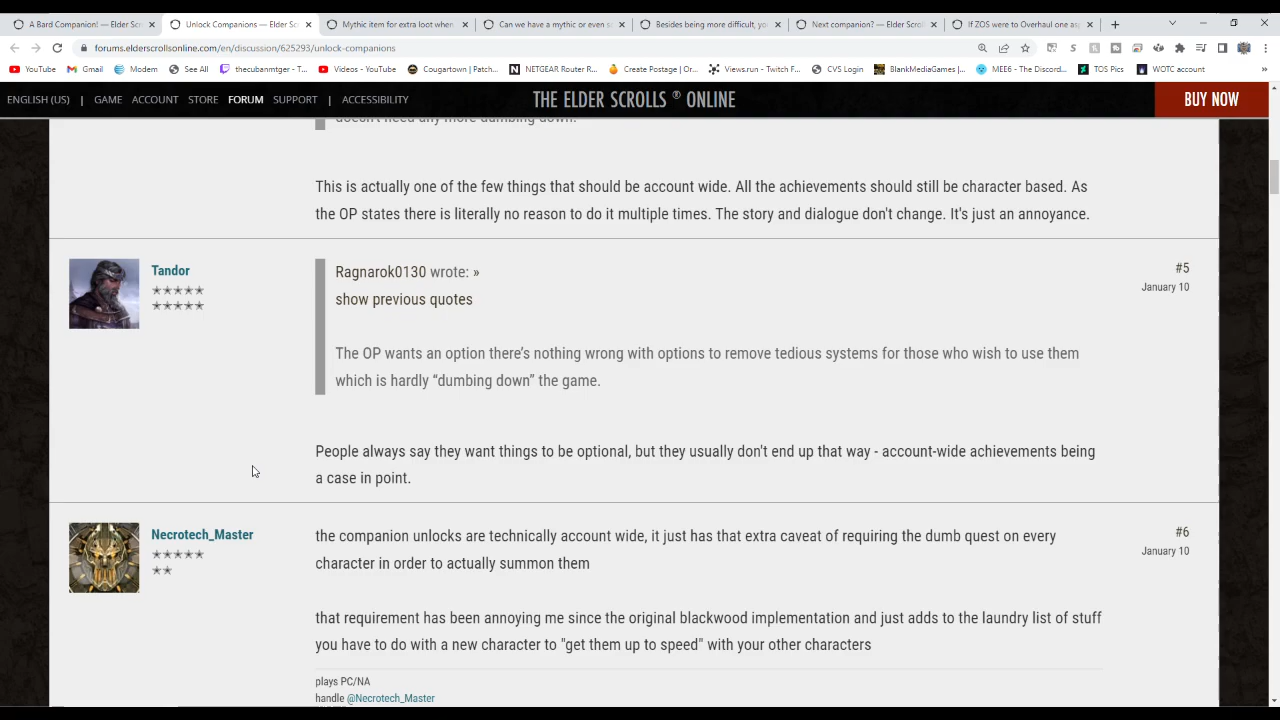 A Bard Companion! — Elder Scr
Unlock Companions — Elder Scr
Mythic item for extra loot when
Can we have a mythic or even s
Besides being more difficult, yo
Next companion? — Elder Scroll
If ZOS were to Overhaul one as
forums.elderscrollsonline.com/en/discussion/625293/unlock-companions
YouTube
Gmail
Modem
See All
thecubanmtger - T...
Videos - YouTube
Cougartown | Patch...
NETGEAR Router R...
Create Postage | Or...
Views.run - Twitch F...
CVS Login
BlankMediaGames |...
MEE6 - The Discord...
TOS Pics
WOTC account
ENGLISH (US) | GAME ACCOUNT STORE FORUM SUPPORT | ACCESSIBILITY
THE ELDER SCROLLS ® ONLINE
BUY NOW
doesn't need any more dumbing down.
This is actually one of the few things that should be account wide. All the achievements should still be character based. As
the OP states there is literally no reason to do it multiple times. The story and dialogue don't change. It's just an annoyance.
Tandor
#5
January 10
Ragnarok0130 wrote: »
show previous quotes
The OP wants an option there’s nothing wrong with options to remove tedious systems for those who wish to use them
which is hardly “dumbing down” the game.
People always say they want things to be optional, but they usually don't end up that way - account-wide achievements being
a case in point.
Necrotech_Master
#6
January 10
the companion unlocks are technically account wide, it just has that extra caveat of requiring the dumb quest on every
character in order to actually summon them
that requirement has been annoying me since the original blackwood implementation and just adds to the laundry list of stuff
you have to do with a new character to "get them up to speed" with your other characters
plays PC/NA
handle @Necrotech_Master